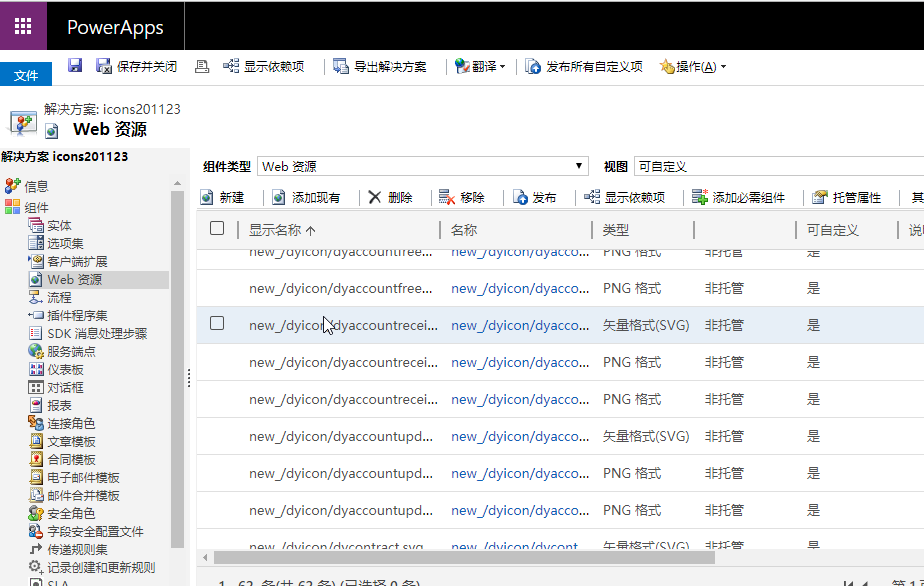 PowerApps
文件 保存并关闭 显示依赖项 导出解决方案 翻译 发布所有自定义项 操作(A)
解决方案: icons201123
Web 资源
解决方案 icons201123
信息
组件
实体
选项集
客户端扩展
Web 资源
流程
插件程序集
SDK 消息处理步骤
服务端点
仪表板
对话框
报表
连接角色
文章模板
合同模板
电子邮件模板
邮件合并模板
安全角色
字段安全配置文件
传递规则集
记录创建和更新规则
SLA
组件类型 Web 资源 视图 可自定义
新建 添加现有 删除 移除 发布 显示依赖项 添加必需组件 托管属性 其
显示名称 名称 类型 可自定义 说
new_/dyicon/dyaccountfree... new_/dyicon/dyacco... PNG 格式 非托管 是
new_/dyicon/dyaccountfree... new_/dyicon/dyacco... PNG 格式 非托管 是
new_/dyicon/dyaccountrecei... new_/dyicon/dyacco... 矢量格式(SVG) 非托管 是
new_/dyicon/dyaccountrecei... new_/dyicon/dyacco... PNG 格式 非托管 是
new_/dyicon/dyaccountrecei... new_/dyicon/dyacco... PNG 格式 非托管 是
new_/dyicon/dyaccountupd... new_/dyicon/dyacco... 矢量格式(SVG) 非托管 是
new_/dyicon/dyaccountupd... new_/dyicon/dyacco... PNG 格式 非托管 是
new_/dyicon/dyaccountupd... new_/dyicon/dyacco... PNG 格式 非托管 是
new_/dyicon/dycontract.svg new_/dyicon/dycont... 矢量格式(SVG) 非托管 是
1 - 62 条(共 62 条) (已选择 0 条) 第 1